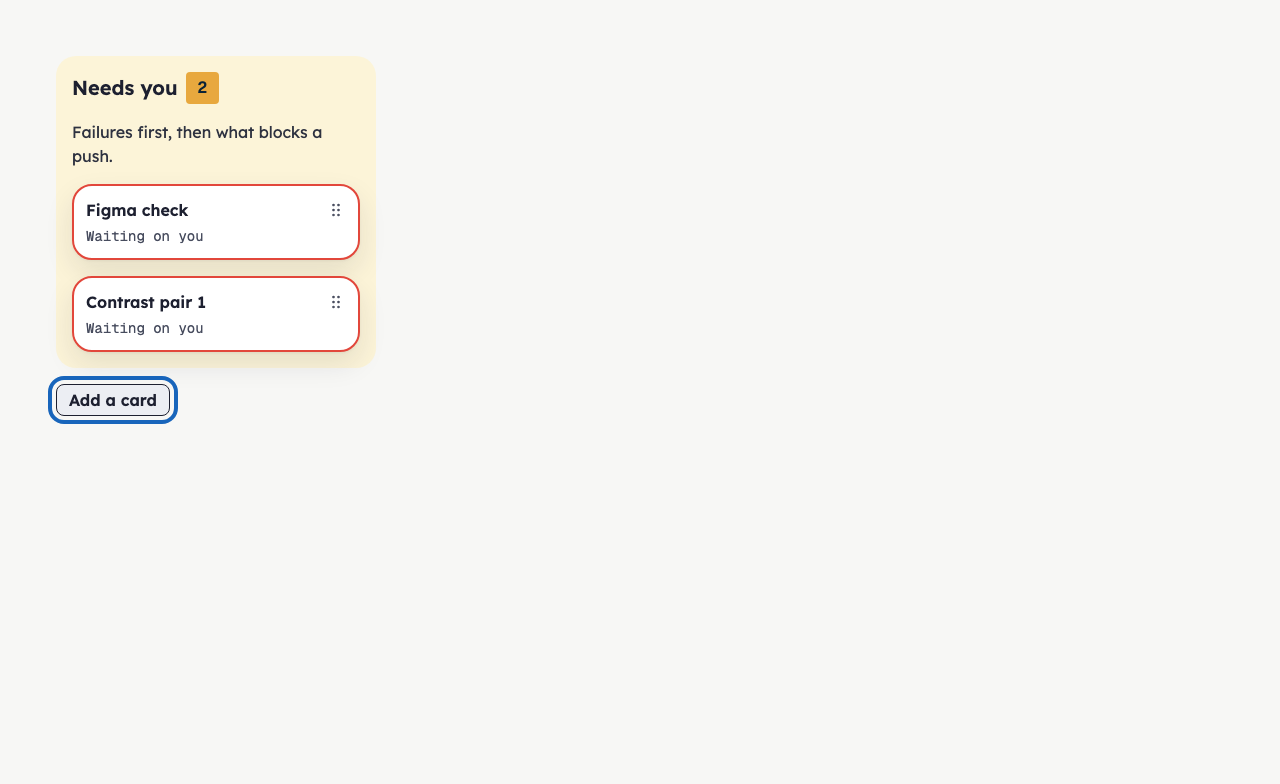 Needs you 2
Failures first, then what blocks a
push.
Figma check
Waiting on you
Contrast pair 1
Waiting on you
Add a card